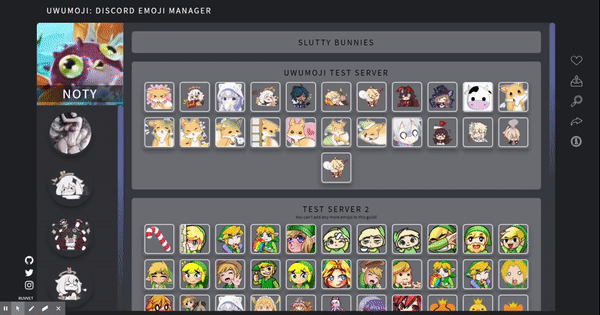 UWUMOJI: DISCORD EMOJI MANAGER
SLUTTY BUNNIES
UWUMOJI TEST SERVER
NOTY
TEST SERVER 2
You can't add any more emojis to this guild
RUVVET